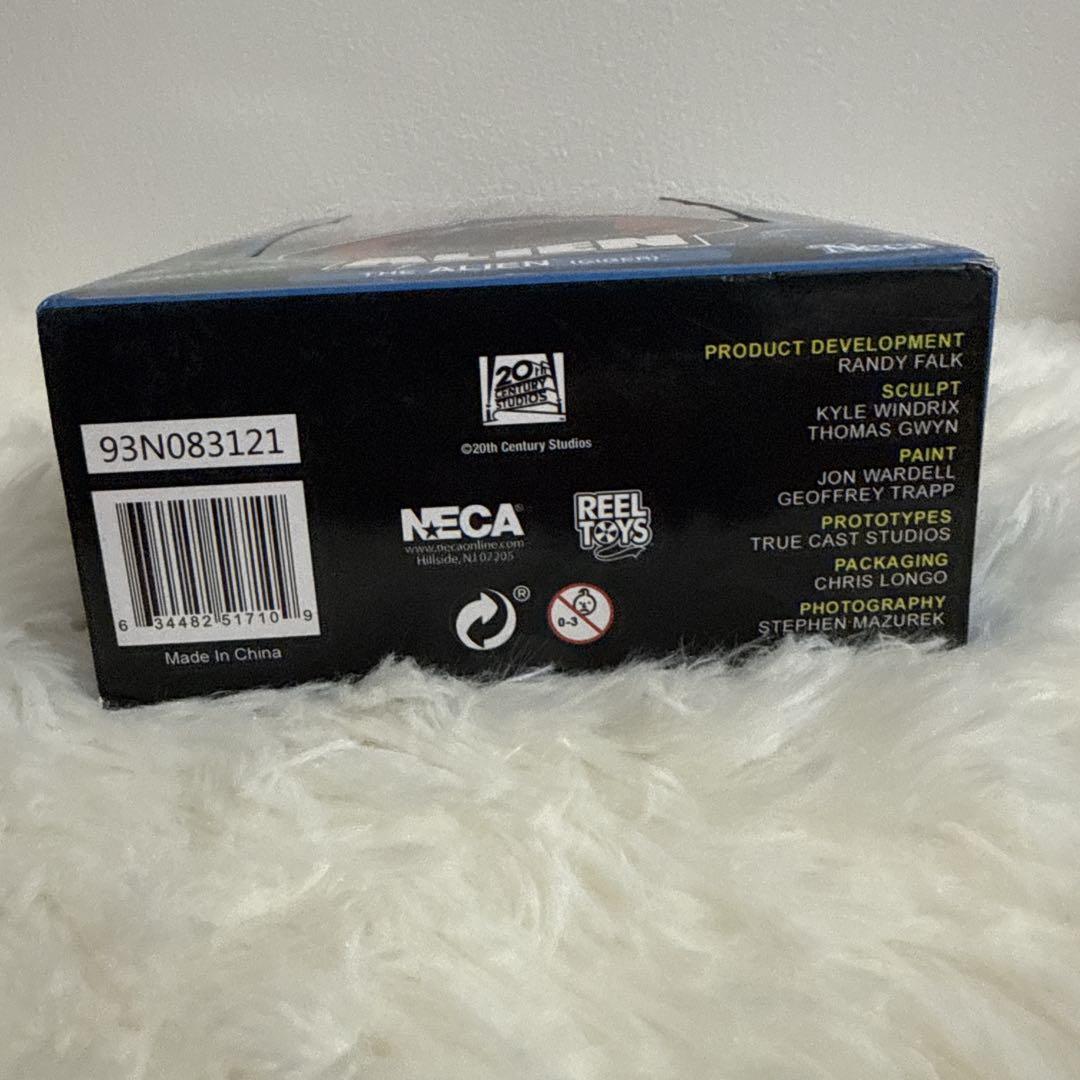 ALIEN
THE ALIEN (GIGER)
Neca
93N083121
6 34482 51710 9
Made In China
20th
CENTURY
STUDIOS
©20th Century Studios
NECA®
www.necaonline.com
Hillside, NJ 07205
REEL
TOYS
®
0-3
PRODUCT DEVELOPMENT
RANDY FALK
SCULPT
KYLE WINDRIX
THOMAS GWYN
PAINT
JON WARDELL
GEOFFREY TRAPP
PROTOTYPES
TRUE CAST STUDIOS
PACKAGING
CHRIS LONGO
PHOTOGRAPHY
STEPHEN MAZUREK